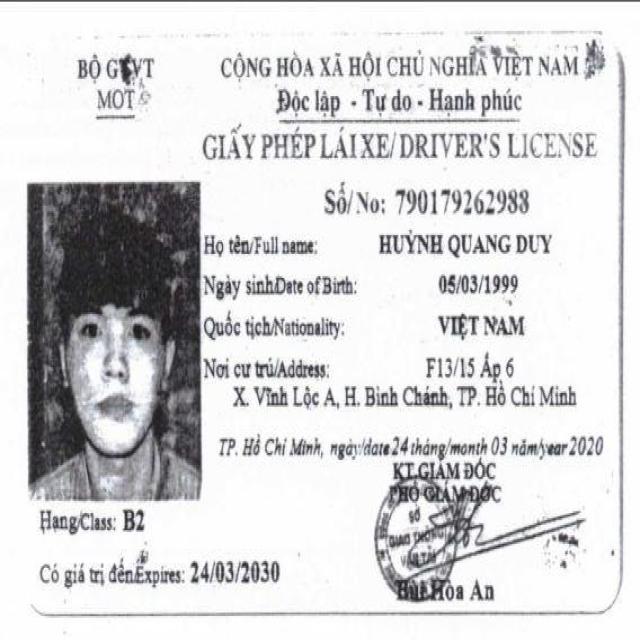 BỘ GTVT
MOT
CỘNG HÒA XÃ HỘI CHỦ NGHĨA VIỆT NAM
Độc lập - Tự do - Hạnh phúc
GIẤY PHÉP LÁI XE/ DRIVER'S LICENSE
Số/No: 790179262988
Họ tên/Full name: HUỲNH QUANG DUY
Ngày sinh/Date of Birth: 05/03/1999
Quốc tịch/Nationality: VIỆT NAM
Nơi cư trú/Address: F13/15 Ấp 6
X. Vĩnh Lộc A, H. Bình Chánh, TP. Hồ Chí Minh
TP. Hồ Chí Minh, ngày/date 24 tháng/month 03 năm/year 2020
KT.GIÁM ĐỐC
PHÓ GIÁM ĐỐC
SỞ
GIAO THÔNG
VẬN TẢI
Bùi Hòa An
Hạng/Class: B2
Có giá trị đến/Expires: 24/03/2030